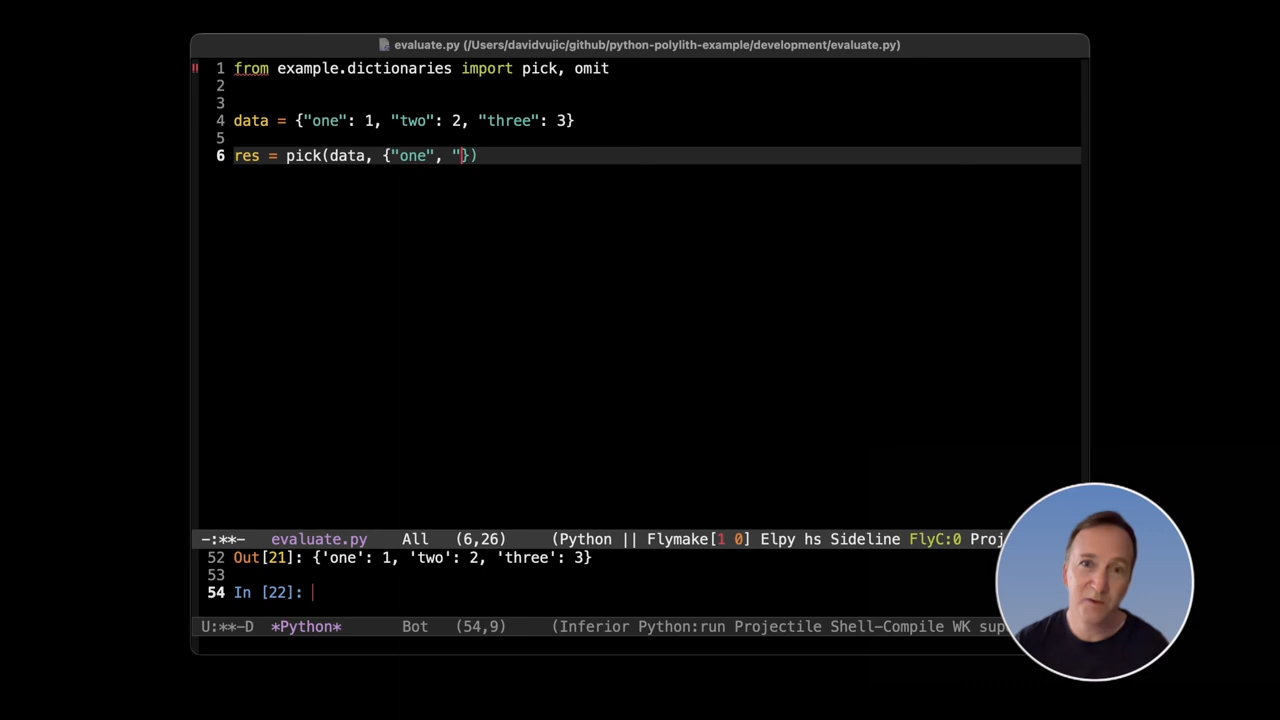 evaluate.py (/Users/davidvujic/github/python-polylith-example/development/evaluate.py)
!! 1 from example.dictionaries import pick, omit
2
3
4 data = {"one": 1, "two": 2, "three": 3}
5
6 res = pick(data, {"one", "})
-:**- evaluate.py All (6,26) (Python || Flymake[1 0] Elpy hs Sideline FlyC:0 Proj
52 Out[21]: {'one': 1, 'two': 2, 'three': 3}
53
54 In [22]:
U:**-D *Python* Bot (54,9) (Inferior Python:run Projectile Shell-Compile WK sup